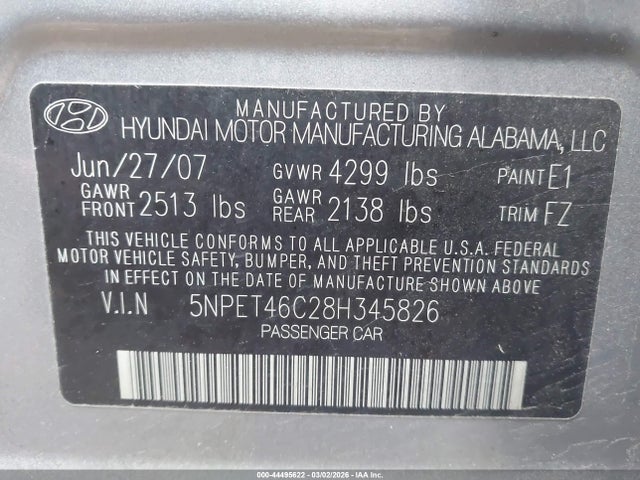 MANUFACTURED BY
HYUNDAI MOTOR MANUFACTURING ALABAMA, LLC
Jun/27/07 GVWR 4299 lbs PAINT E1
GAWR FRONT 2513 lbs GAWR REAR 2138 lbs TRIM FZ
THIS VEHICLE CONFORMS TO ALL APPLICABLE U.S.A. FEDERAL
MOTOR VEHICLE SAFETY, BUMPER, AND THEFT PREVENTION STANDARDS
IN EFFECT ON THE DATE OF MANUFACTURE SHOWN ABOVE
V.I.N 5NPET46C28H345826
PASSENGER CAR
000-44495622 - 03/02/2026 - IAA Inc.